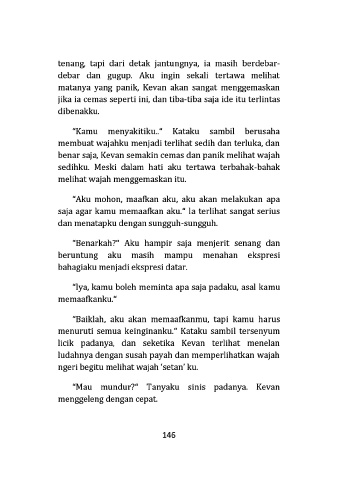 tenang, tapi dari detak jantungnya, ia masih berdebar-
debar dan gugup. Aku ingin sekali tertawa melihat
matanya yang panik, Kevan akan sangat menggemaskan
jika ia cemas seperti ini, dan tiba-tiba saja ide itu terlintas
dibenakku.
“Kamu menyakitiku..“ Kataku sambil berusaha
membuat wajahku menjadi terlihat sedih dan terluka, dan
benar saja, Kevan semakin cemas dan panik melihat wajah
sedihku. Meski dalam hati aku tertawa terbahak-bahak
melihat wajah menggemaskan itu.
“Aku mohon, maafkan aku, aku akan melakukan apa
saja agar kamu memaafkan aku.“ Ia terlihat sangat serius
dan menatapku dengan sungguh-sungguh.
“Benarkah?“ Aku hampir saja menjerit senang dan
beruntung aku masih mampu menahan ekspresi
bahagiaku menjadi ekspresi datar.
“Iya, kamu boleh meminta apa saja padaku, asal kamu
memaafkanku.“
“Baiklah, aku akan memaafkanmu, tapi kamu harus
menuruti semua keinginanku.“ Kataku sambil tersenyum
licik padanya, dan seketika Kevan terlihat menelan
ludahnya dengan susah payah dan memperlihatkan wajah
ngeri begitu melihat wajah ‘setan’ ku.
“Mau mundur?“ Tanyaku sinis padanya. Kevan
menggeleng dengan cepat.
146